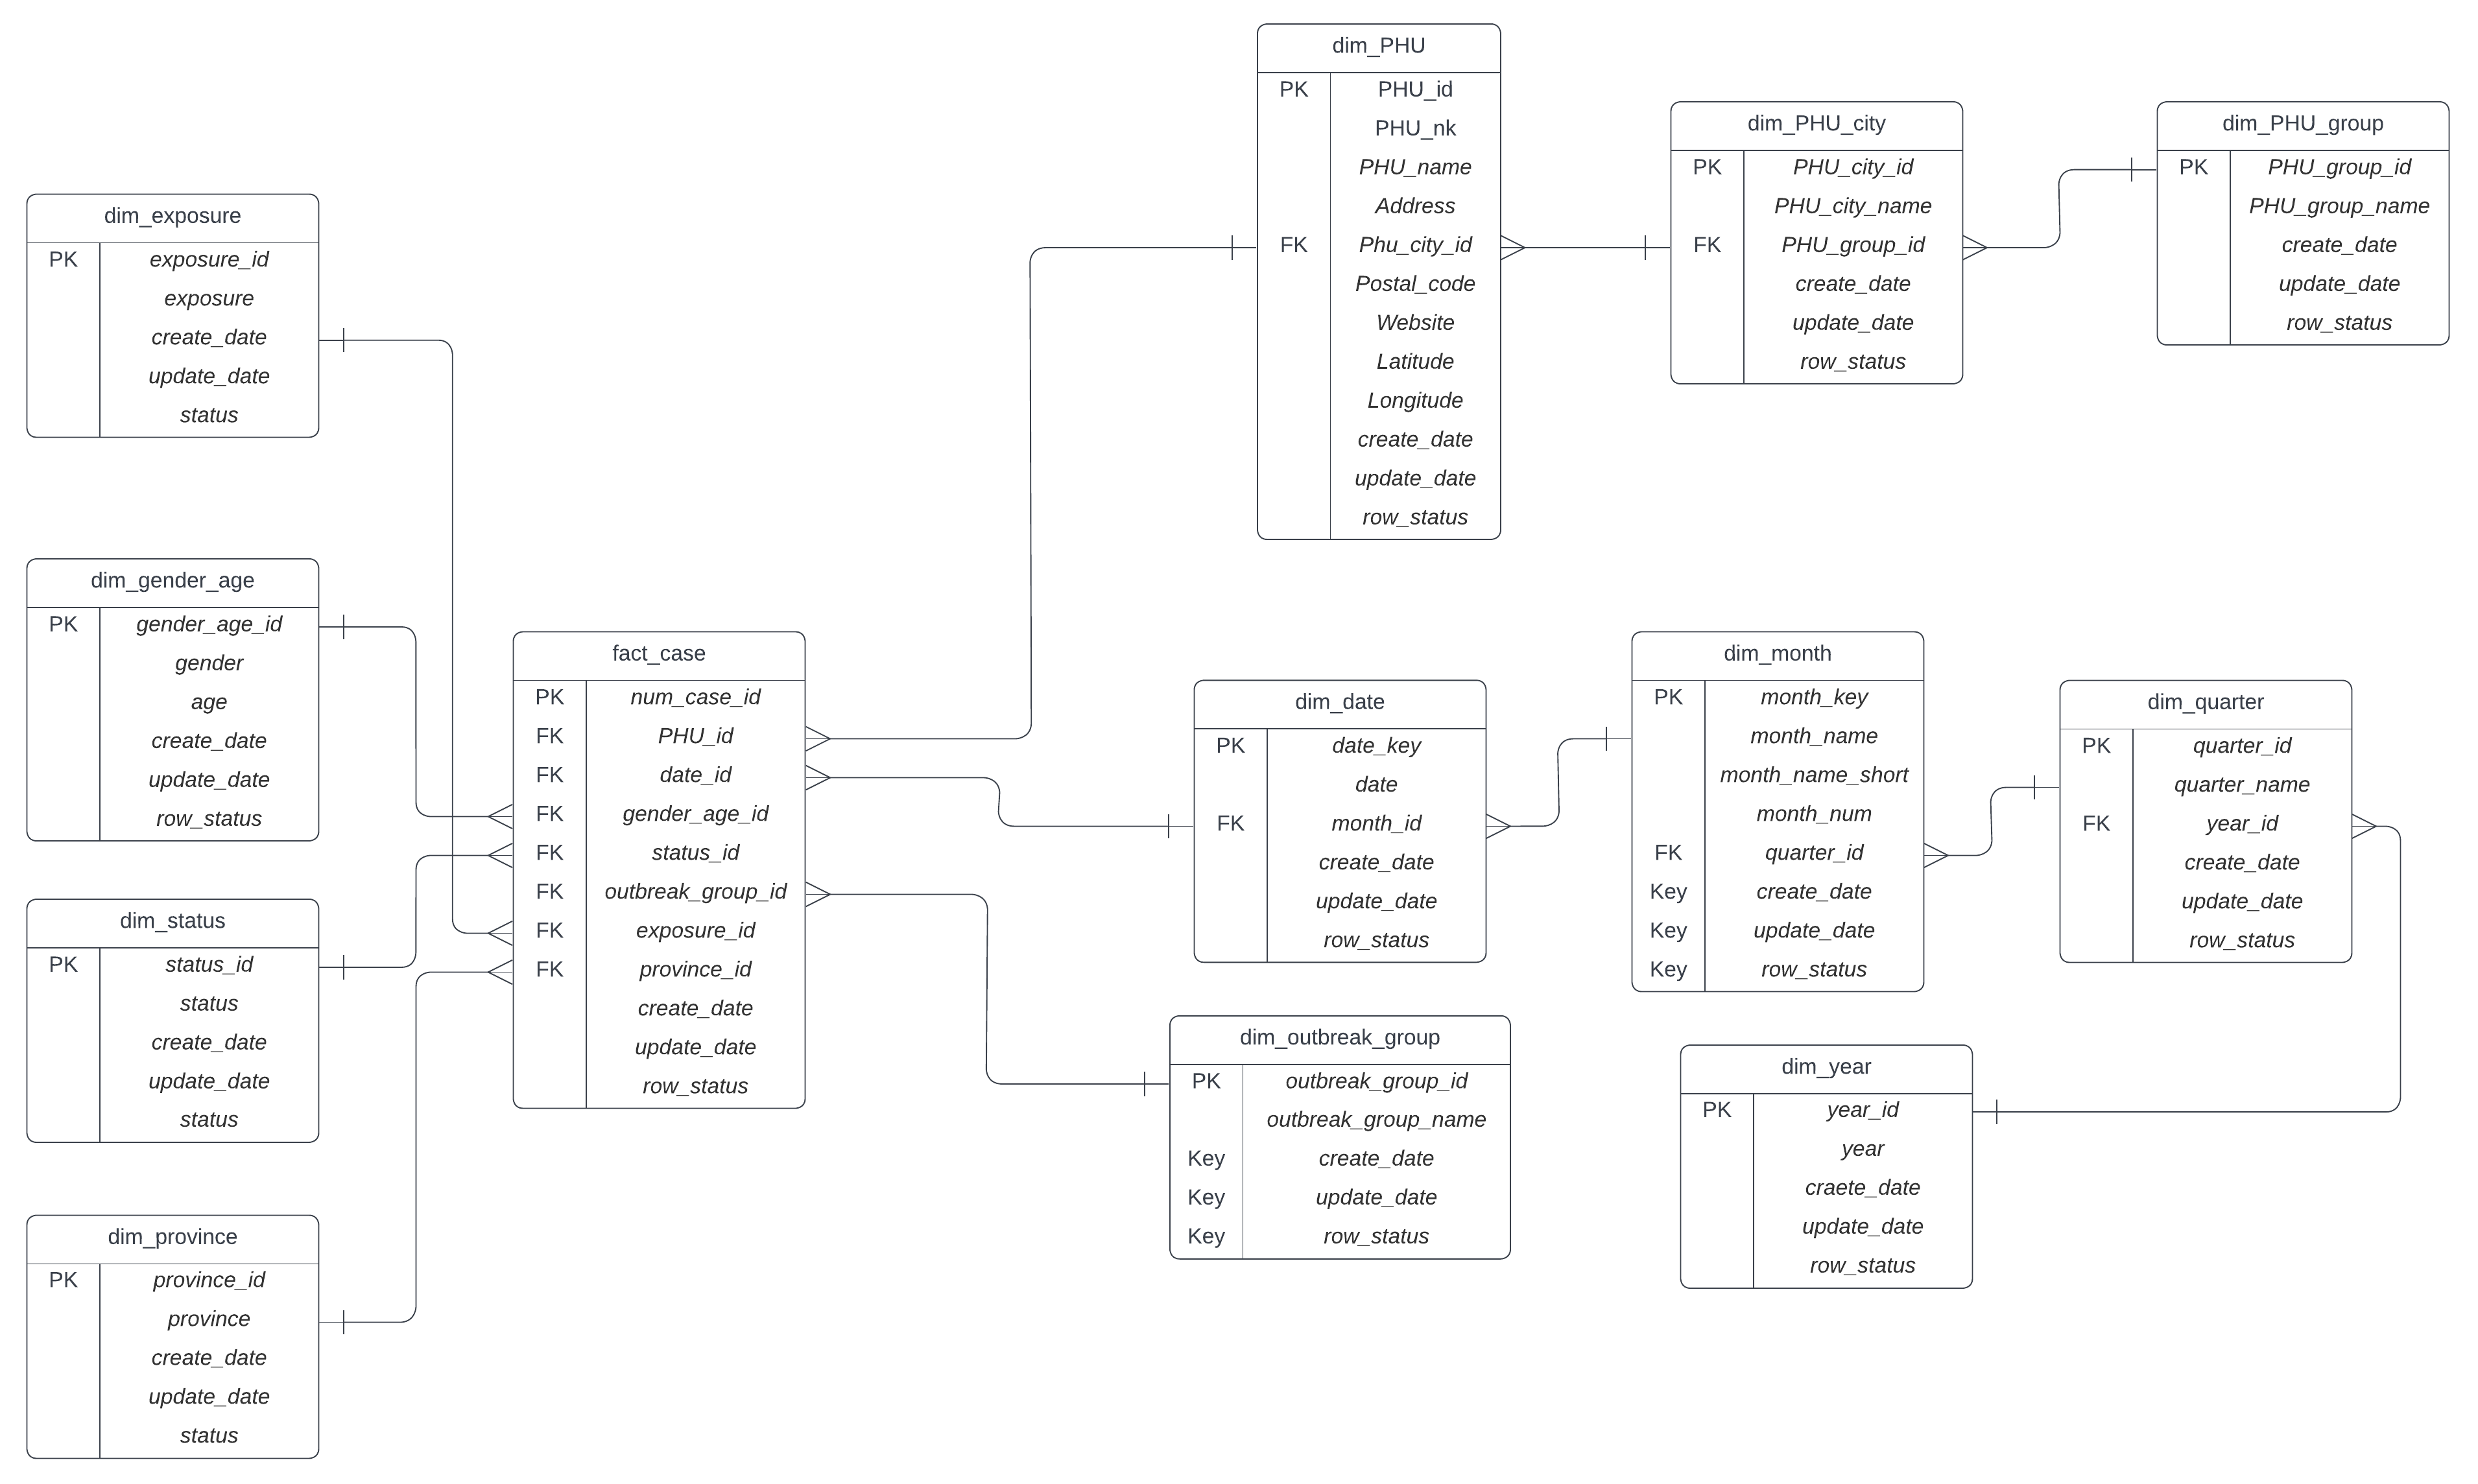 dim_PHU
PK PHU_id
PHU_nk
PHU_name
Address
FK Phu_city_id
Postal_code
Website
Latitude
Longitude
create_date
update_date
row_status
dim_PHU_city
PK PHU_city_id
PHU_city_name
FK PHU_group_id
create_date
update_date
row_status
dim_PHU_group
PK PHU_group_id
PHU_group_name
create_date
update_date
row_status
dim_exposure
PK exposure_id
exposure
create_date
update_date
status
dim_gender_age
PK gender_age_id
gender
age
create_date
update_date
row_status
dim_status
PK status_id
status
create_date
update_date
status
dim_province
PK province_id
province
create_date
update_date
status
fact_case
PK num_case_id
FK PHU_id
FK date_id
FK gender_age_id
FK status_id
FK outbreak_group_id
FK exposure_id
FK province_id
create_date
update_date
row_status
dim_date
PK date_key
date
FK month_id
create_date
update_date
row_status
dim_month
PK month_key
month_name
month_name_short
month_num
FK quarter_id
Key create_date
Key update_date
Key row_status
dim_quarter
PK quarter_id
quarter_name
FK year_id
create_date
update_date
row_status
dim_outbreak_group
PK outbreak_group_id
outbreak_group_name
Key create_date
Key update_date
Key row_status
dim_year
PK year_id
year
craete_date
update_date
row_status